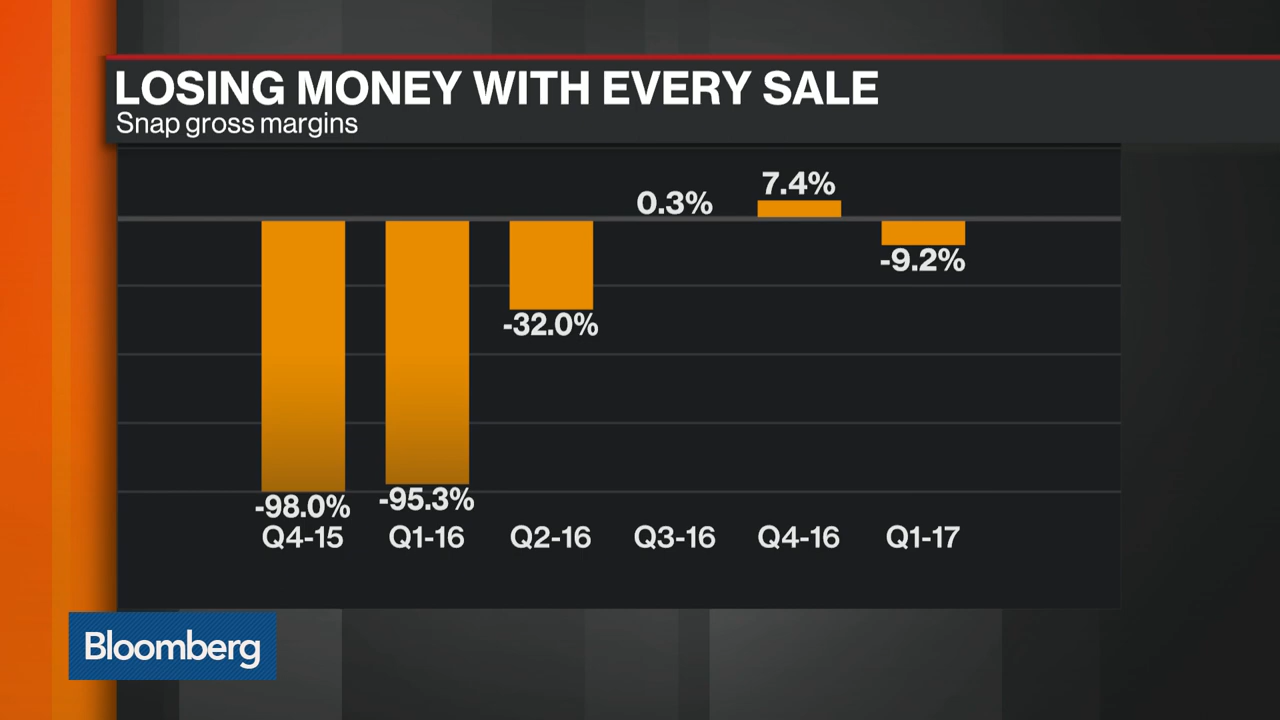 LOSING MONEY WITH EVERY SALE
Snap gross margins
0.3%
7.4%
-9.2%
-32.0%
-98.0%
-95.3%
Q4-15
Q1-16
Q2-16
Q3-16
Q4-16
Q1-17
Bloomberg